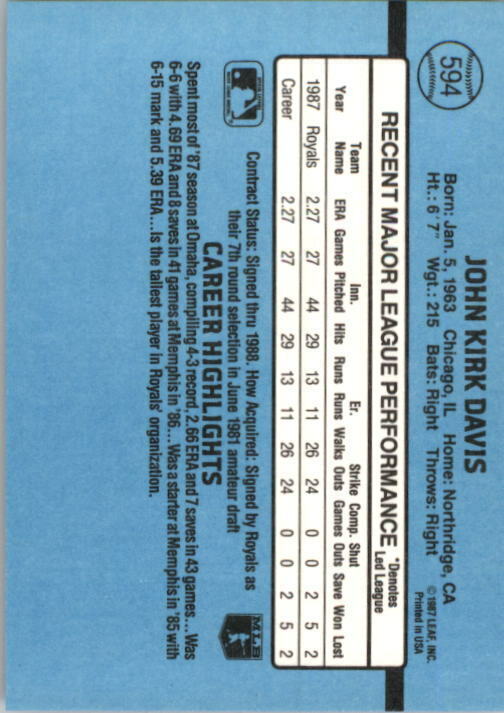 594
JOHN KIRK DAVIS
Born: Jan. 5, 1963 Chicago, IL Home: Northridge, CA
Ht.: 6' 7" Wgt.: 215 Bats: Right Throws: Right
© 1987 LEAF, INC.
Printed in USA
RECENT MAJOR LEAGUE PERFORMANCE
*Denotes
Led League
Team Inn. Er. Strike Comp. Shut
Year Name ERA Games Pitched Hits Runs Runs Walks Outs Games Outs Save Won Lost
1987 Royals 2.27 27 44 29 13 11 26 24 0 0 2 5 2
Career 2.27 27 44 29 13 11 26 24 0 0 2 5 2
Contract Status: Signed thru 1988. How Acquired: Signed by Royals as
their 7th round selection in June 1981 amateur draft
MLB
CAREER HIGHLIGHTS
Spent most of '87 season at Omaha, compiling 4-3 record, 2.66 ERA and 7 saves in 43 games...Was
6-6 with 4.69 ERA and 8 saves in 41 games at Memphis in '86...Was a starter at Memphis in '85 with
6-15 mark and 5.39 ERA...Is the tallest player in Royals' organization.